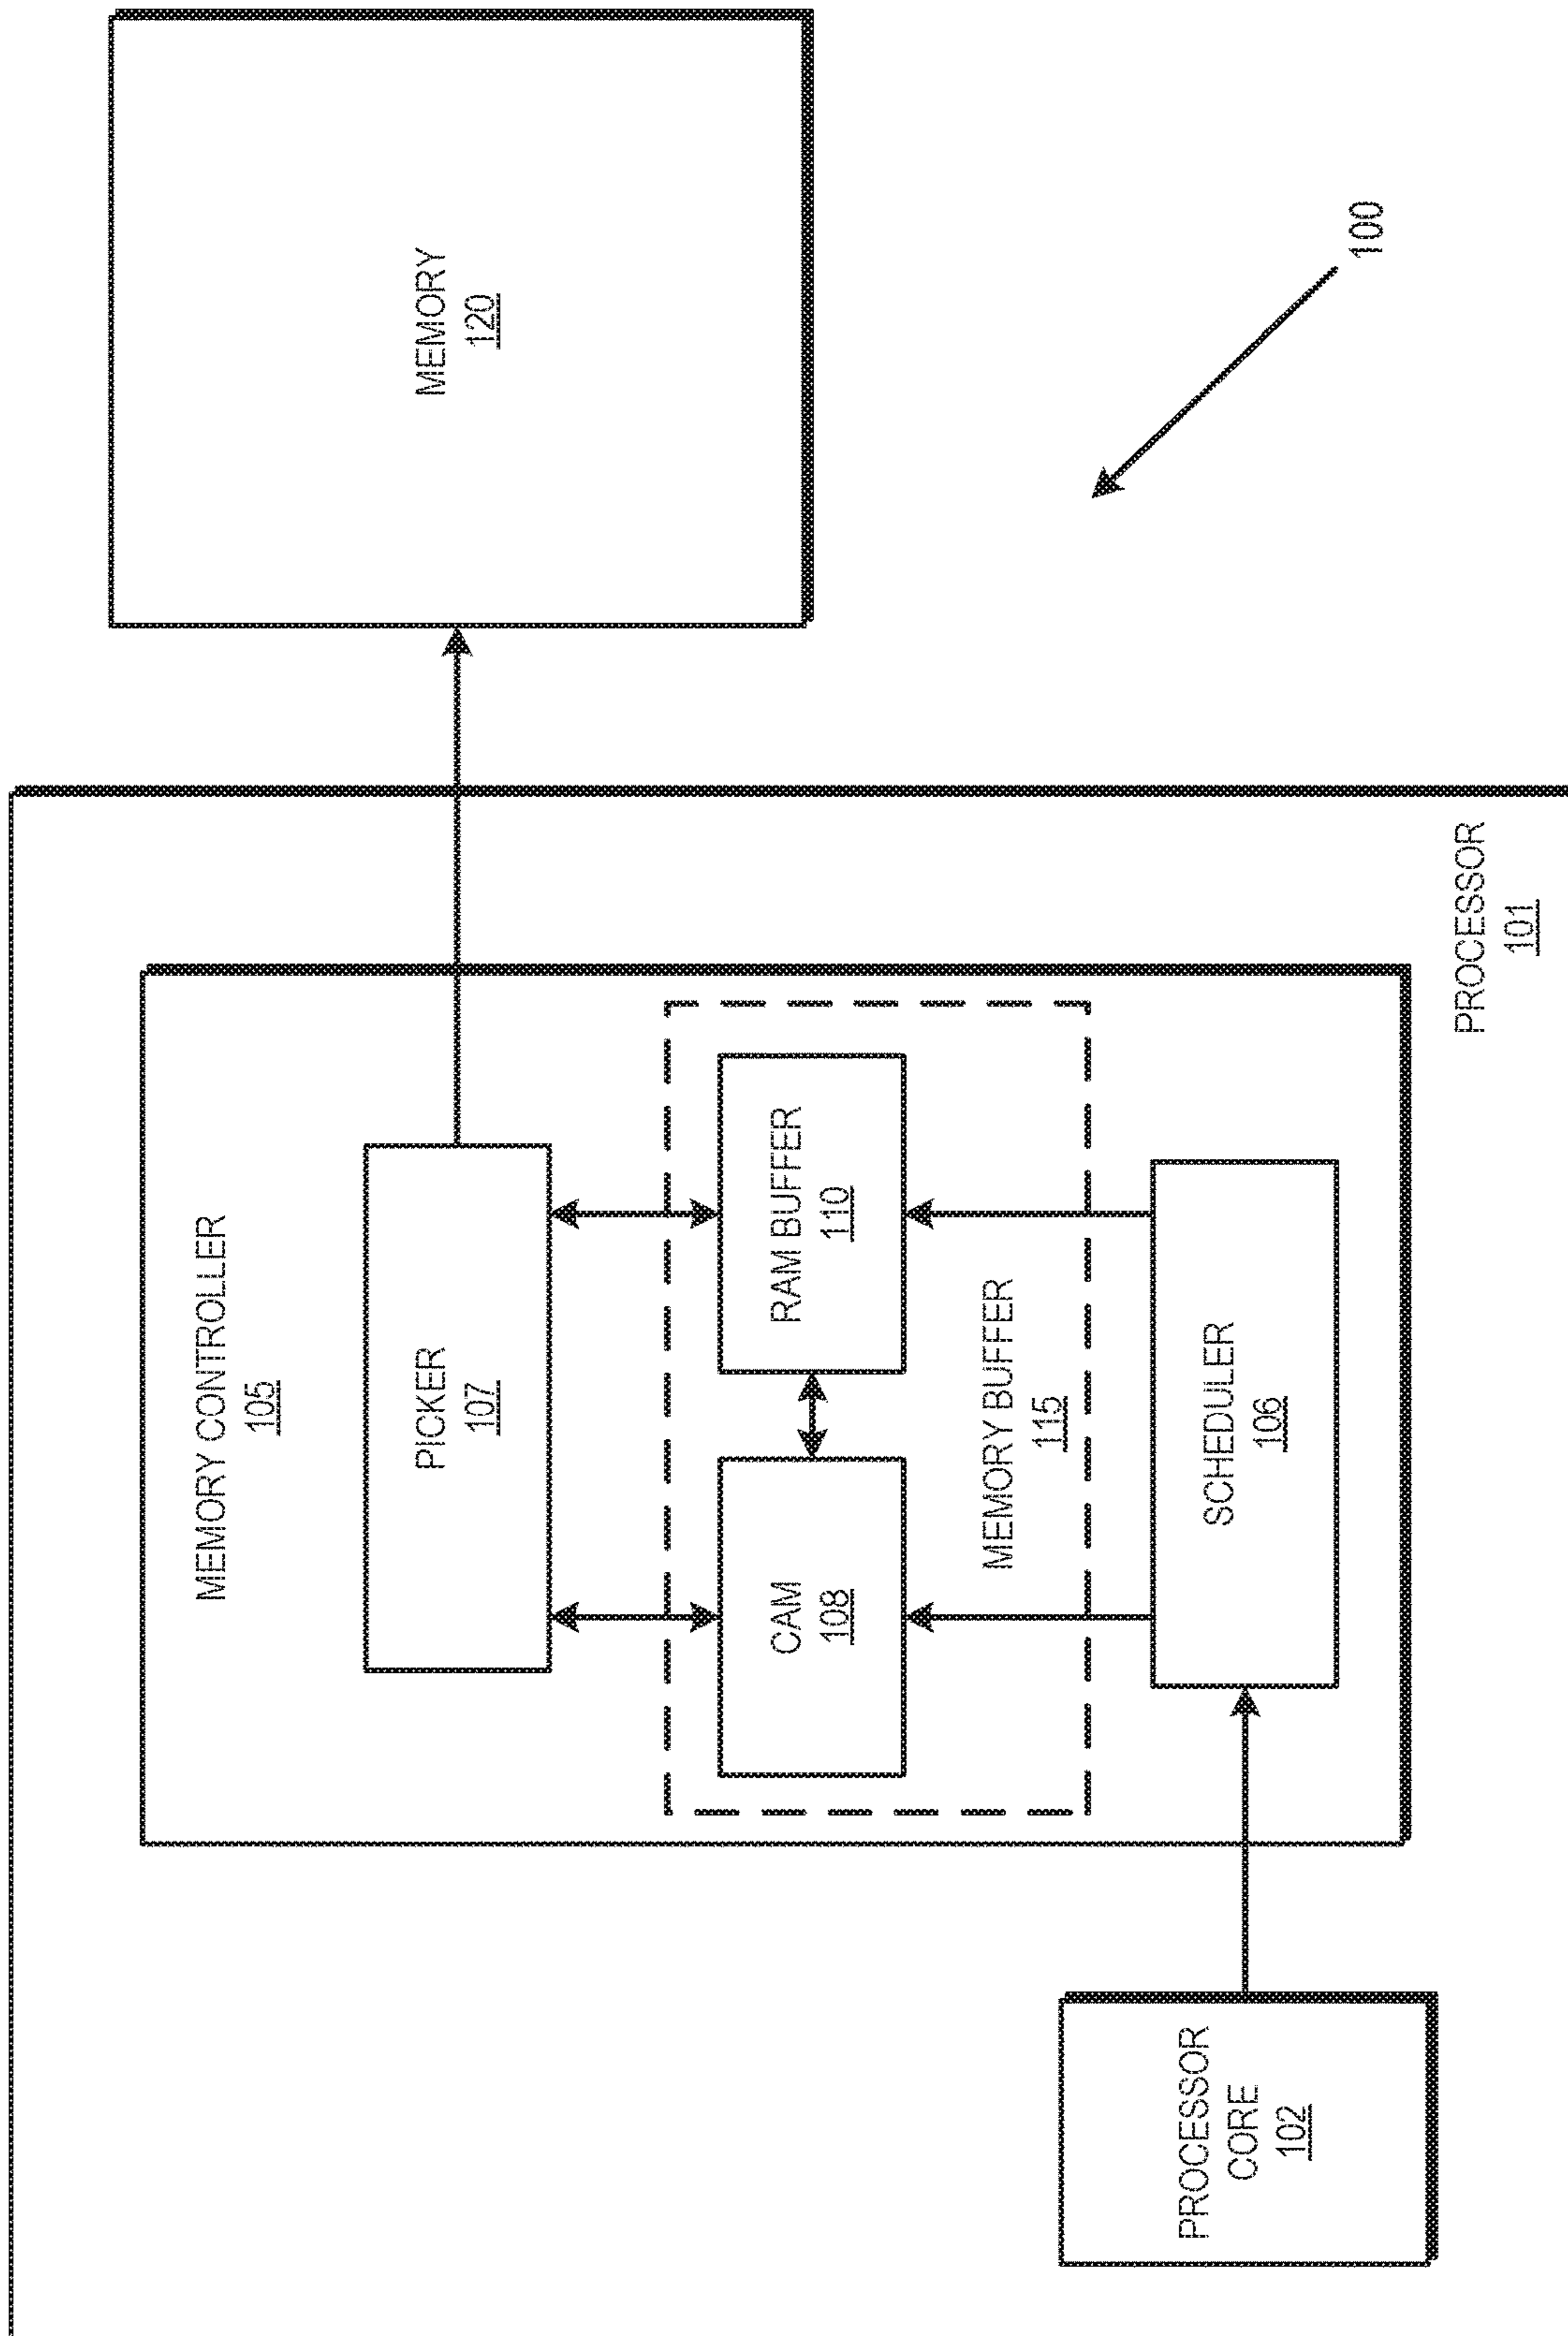 MEMORY CONTROLLER
105
PICKER
107
CAM
108
RAM BUFFER
110
MEMORY BUFFER
115
SCHEDULER
106
PROCESSOR
CORE
102
PROCESSOR
101
MEMORY
120
100